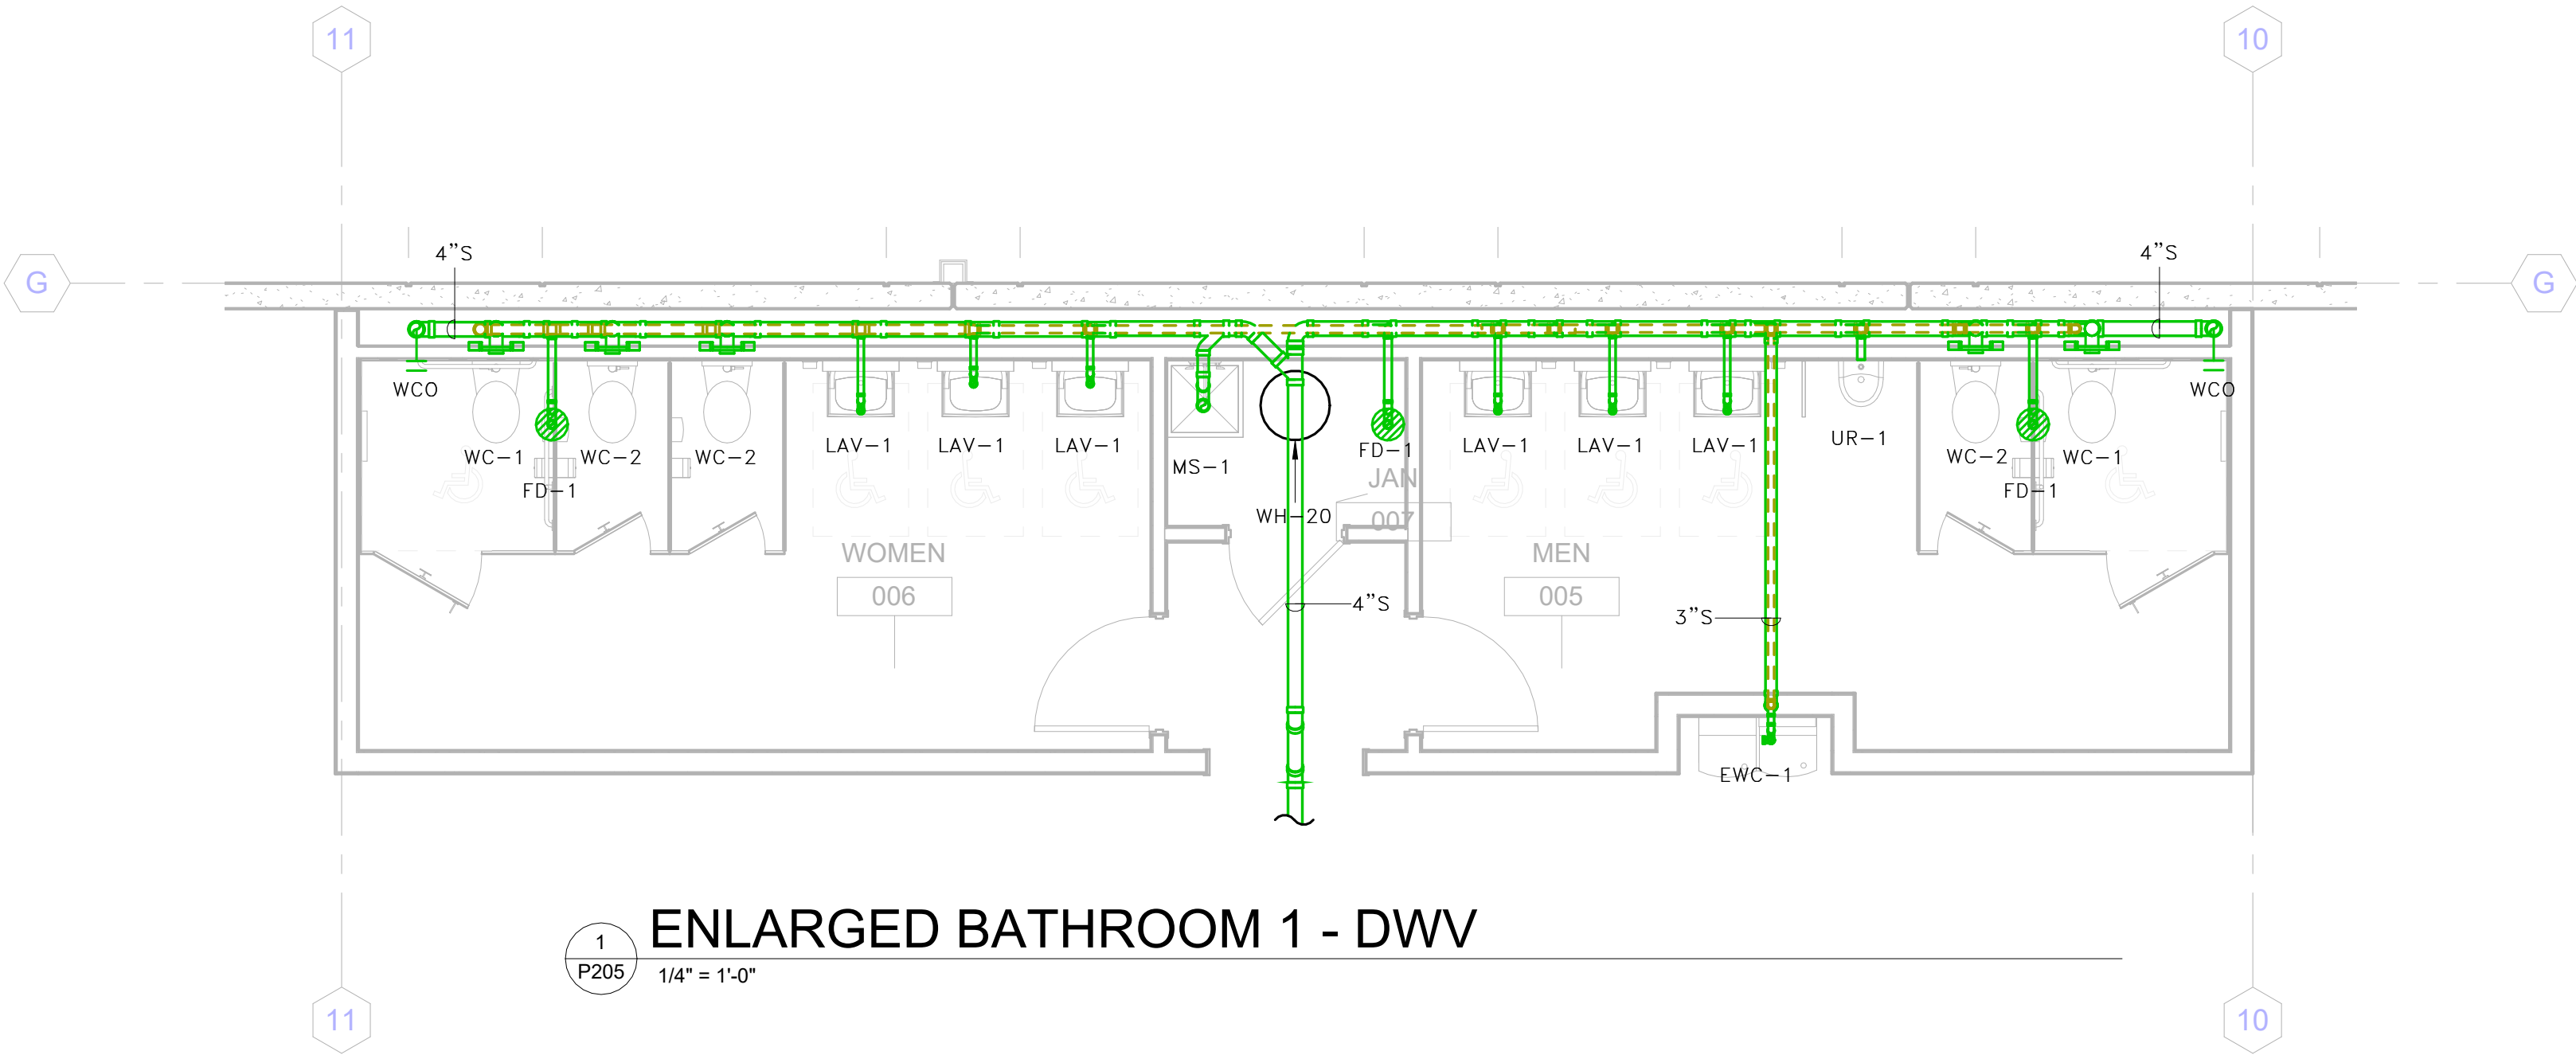 11
10
4”S
4”S
G
G
WCO
WCO
LAV-1
LAV-1
LAV-1
LAV-1
LAV-1
LAV-1
UR-1
WC-1
WC-2
WC-2
MS-1
FD-1
WC-2
WC-1
JAN
FD-1
FD-1
WH-20
007
WOMEN
MEN
006
005
4”S
3”S
EWC-1
ENLARGED BATHROOM 1 - DWV
1
P205
1/4" = 1'-0"
11
10